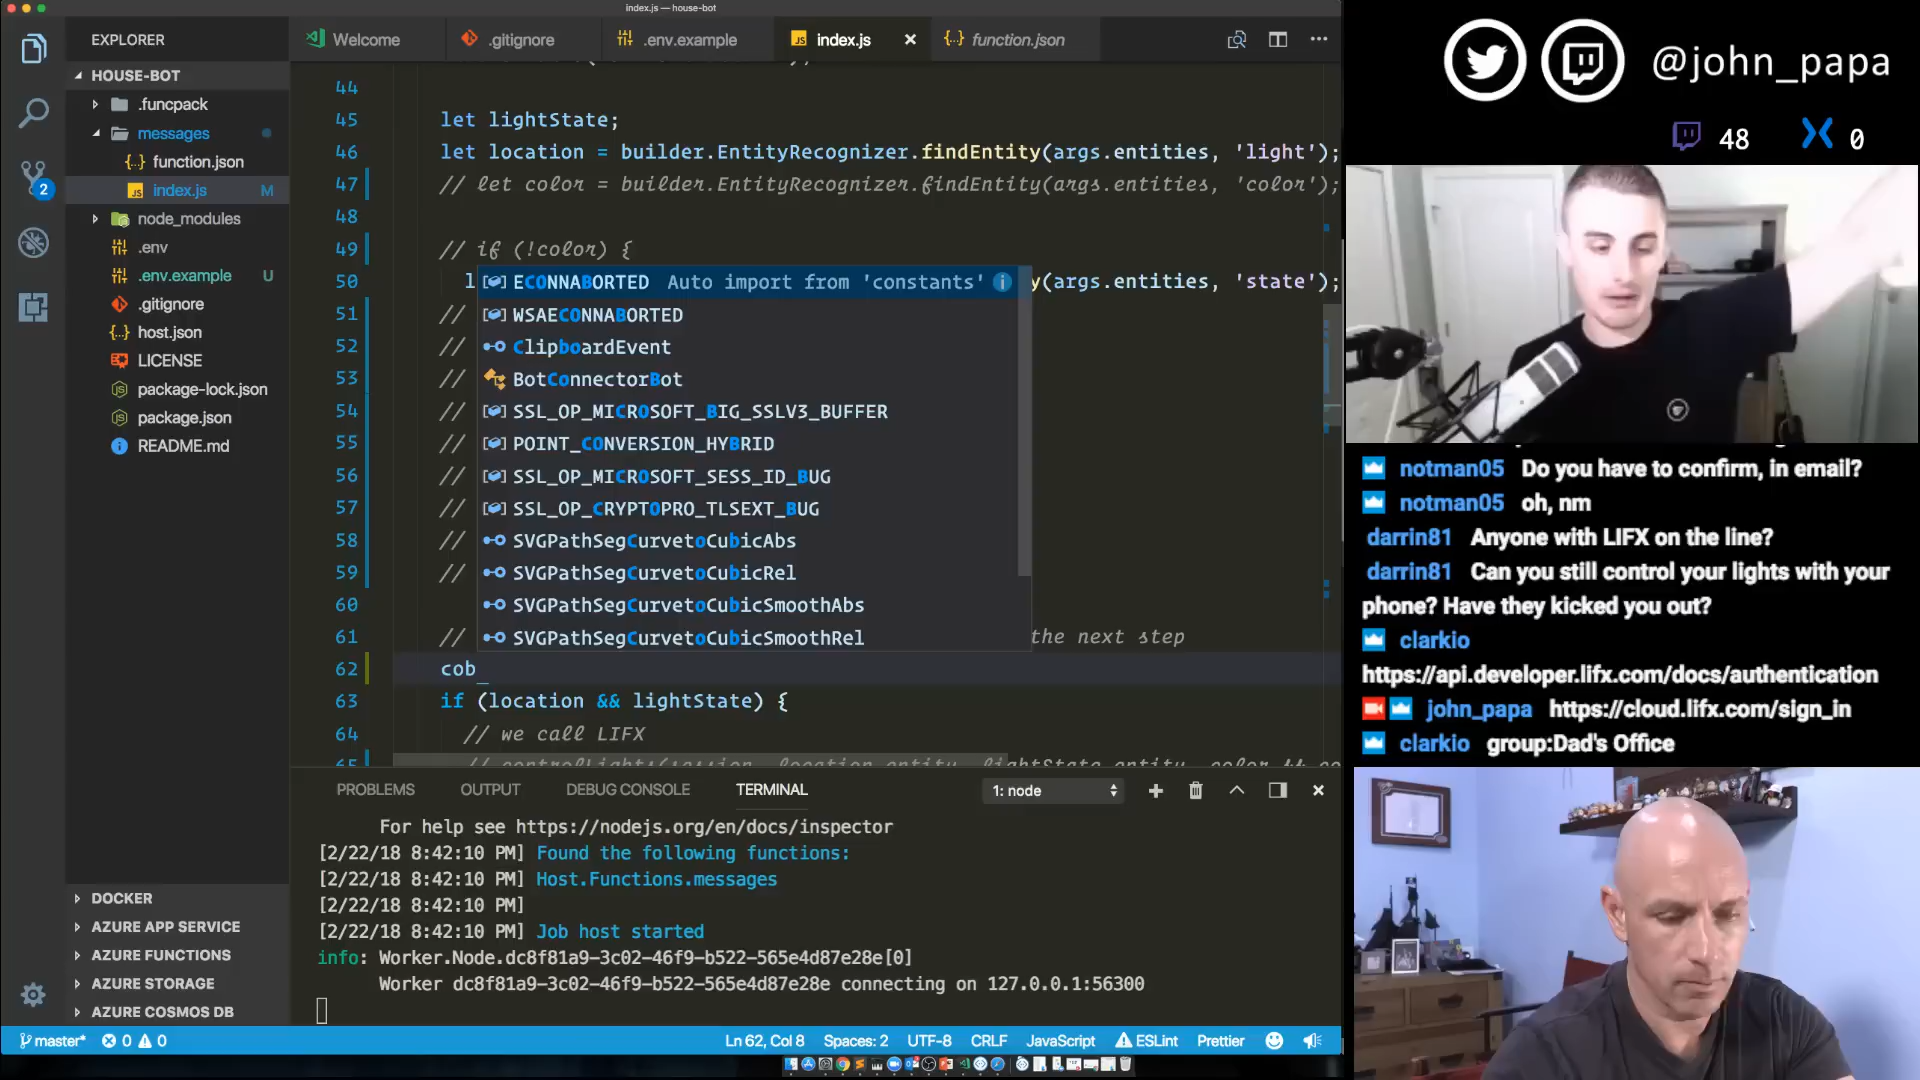 index.js — house-bot
EXPLORER
HOUSE-BOT
.funcpack
messages
{..} function.json
JS index.js M
node_modules
.env
.env.example U
.gitignore
{..} host.json
LICENSE
package-lock.json
package.json
README.md
DOCKER
AZURE APP SERVICE
AZURE FUNCTIONS
AZURE STORAGE
AZURE COSMOS DB
2
Welcome
.gitignore
.env.example
JS index.js
{..} function.json
44
45 let lightState;
46 let location = builder.EntityRecognizer.findEntity(args.entities, 'light');
47 // let color = builder.EntityRecognizer.findEntity(args.entities, 'color');
48
49 // if (!color) {
50 l y(args.entities, 'state');
51 //
52 //
53 //
54 //
55 //
56 //
57 //
58 //
59 //
60
61 // the next step
62 cob_
63 if (location && lightState) {
64 // we call LIFX
ECONNABORTED Auto import from 'constants'
WSAECONNABORTED
ClipboardEvent
BotConnectorBot
SSL_OP_MICROSOFT_BIG_SSLV3_BUFFER
POINT_CONVERSION_HYBRID
SSL_OP_MICROSOFT_SESS_ID_BUG
SSL_OP_CRYPTOPRO_TLSEXT_BUG
SVGPathSegCurvetoCubicAbs
SVGPathSegCurvetoCubicRel
SVGPathSegCurvetoCubicSmoothAbs
SVGPathSegCurvetoCubicSmoothRel
PROBLEMS OUTPUT DEBUG CONSOLE TERMINAL 1: node
For help see https://nodejs.org/en/docs/inspector
[2/22/18 8:42:10 PM] Found the following functions:
[2/22/18 8:42:10 PM] Host.Functions.messages
[2/22/18 8:42:10 PM]
[2/22/18 8:42:10 PM] Job host started
info: Worker.Node.dc8f81a9-3c02-46f9-b522-565e4d87e28e[0]
Worker dc8f81a9-3c02-46f9-b522-565e4d87e28e connecting on 127.0.0.1:56300
master* 0 0 Ln 62, Col 8 Spaces: 2 UTF-8 CRLF JavaScript ESLint Prettier
@john_papa
48 0
notman05 Do you have to confirm, in email?
notman05 oh, nm
darrin81 Anyone with LIFX on the line?
darrin81 Can you still control your lights with your
phone? Have they kicked you out?
clarkio
https://api.developer.lifx.com/docs/authentication
john_papa https://cloud.lifx.com/sign_in
clarkio group:Dad's Office